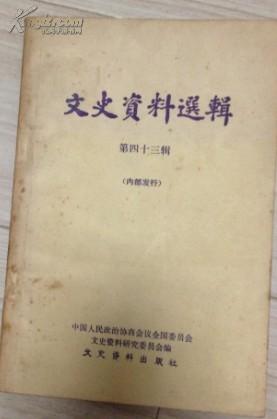 Kongfz.com
文史資料選輯
第四十三辑
(内部发行)
中国人民政治协商会议全国委员会
文史资料研究委员会编
文史资料出版社